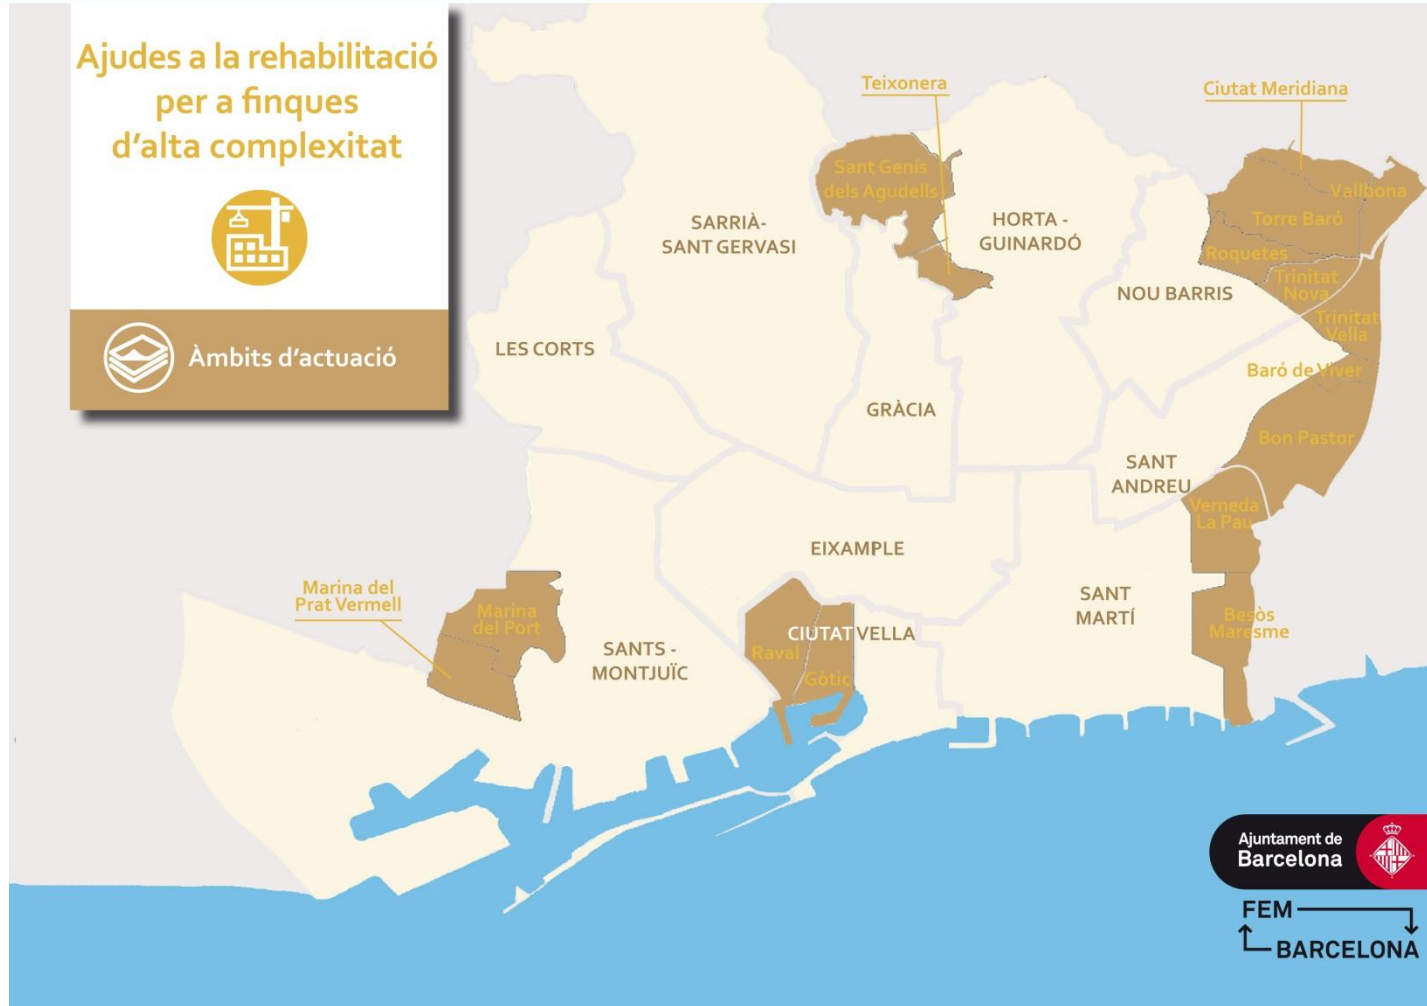 Ajudes a la rehabilitació
per a finques
d'alta complexitat
Àmbits d'actuació
Teixonera
Ciutat Meridiana
Sant Genís
dels Agudells
Vallbona
Torre Baró
SARRIÀ-
SANT GERVASI
HORTA -
GUINARDÓ
Roquetes
Trinitat
Nova
NOU BARRIS
Trinitat
Vella
LES CORTS
Baró de Viver
GRÀCIA
Bon Pastor
SANT
ANDREU
Verneda
La Pau
EIXAMPLE
Marina del
Prat Vermell
Marina
del Port
SANT
MARTÍ
Besòs
Maresme
CIUTAT VELLA
Raval
Gòtic
SANTS -
MONTJUÏC
Ajuntament de
Barcelona
FEM
BARCELONA